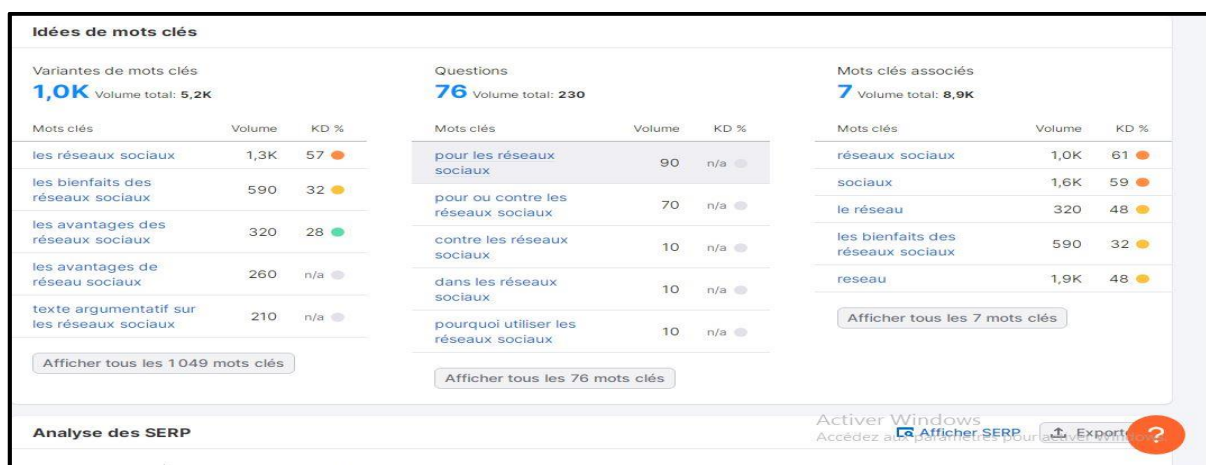 Idées de mots clés
Variantes de mots clés
1,0K Volume total: 5,2K
Mots clés Volume KD %
les réseaux sociaux 1,3K 57
les bienfaits des
réseaux sociaux 590 32
les avantages des
réseaux sociaux 320 28
les avantages de
réseau sociaux 260 n/a
texte argumentatif sur
les réseaux sociaux 210 n/a
Afficher tous les 1 049 mots clés
Questions
76 Volume total: 230
Mots clés Volume KD %
pour les réseaux
sociaux 90 n/a
pour ou contre les
réseaux sociaux 70 n/a
contre les réseaux
sociaux 10 n/a
dans les réseaux
sociaux 10 n/a
pourquoi utiliser les
réseaux sociaux 10 n/a
Afficher tous les 76 mots clés
Mots clés associés
7 Volume total: 8,9K
Mots clés Volume KD %
réseaux sociaux 1,0K 61
sociaux 1,6K 59
le réseau 320 48
les bienfaits des
réseaux sociaux 590 32
reseau 1,9K 48
Afficher tous les 7 mots clés
Analyse des SERP
Activer Windows
Afficher SERP Export ?
Accédez aux paramètres pour activer Windows.